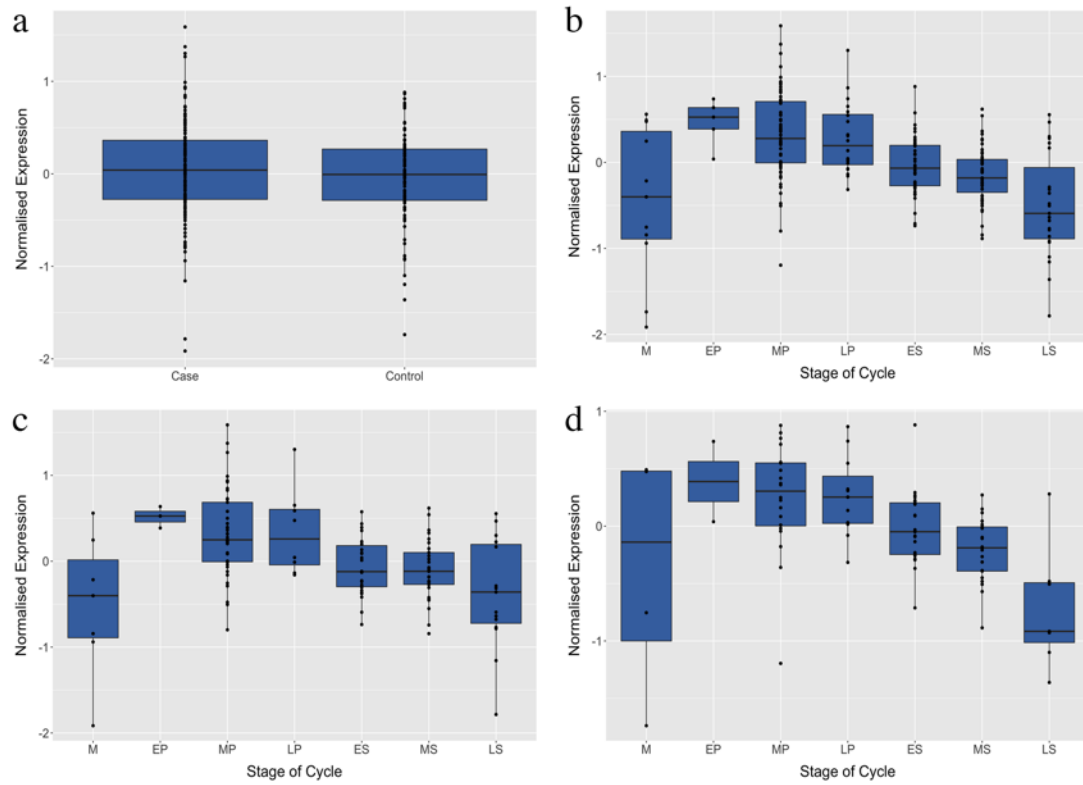 a
Normalised Expression
1
0
-1
-2
Case
Control
b
Normalised Expression
1
0
-1
-2
M EP MP LP ES MS LS
Stage of Cycle
c
Normalised Expression
1
0
-1
-2
M EP MP LP ES MS LS
Stage of Cycle
d
Normalised Expression
1
0
-1
M EP MP LP ES MS LS
Stage of Cycle